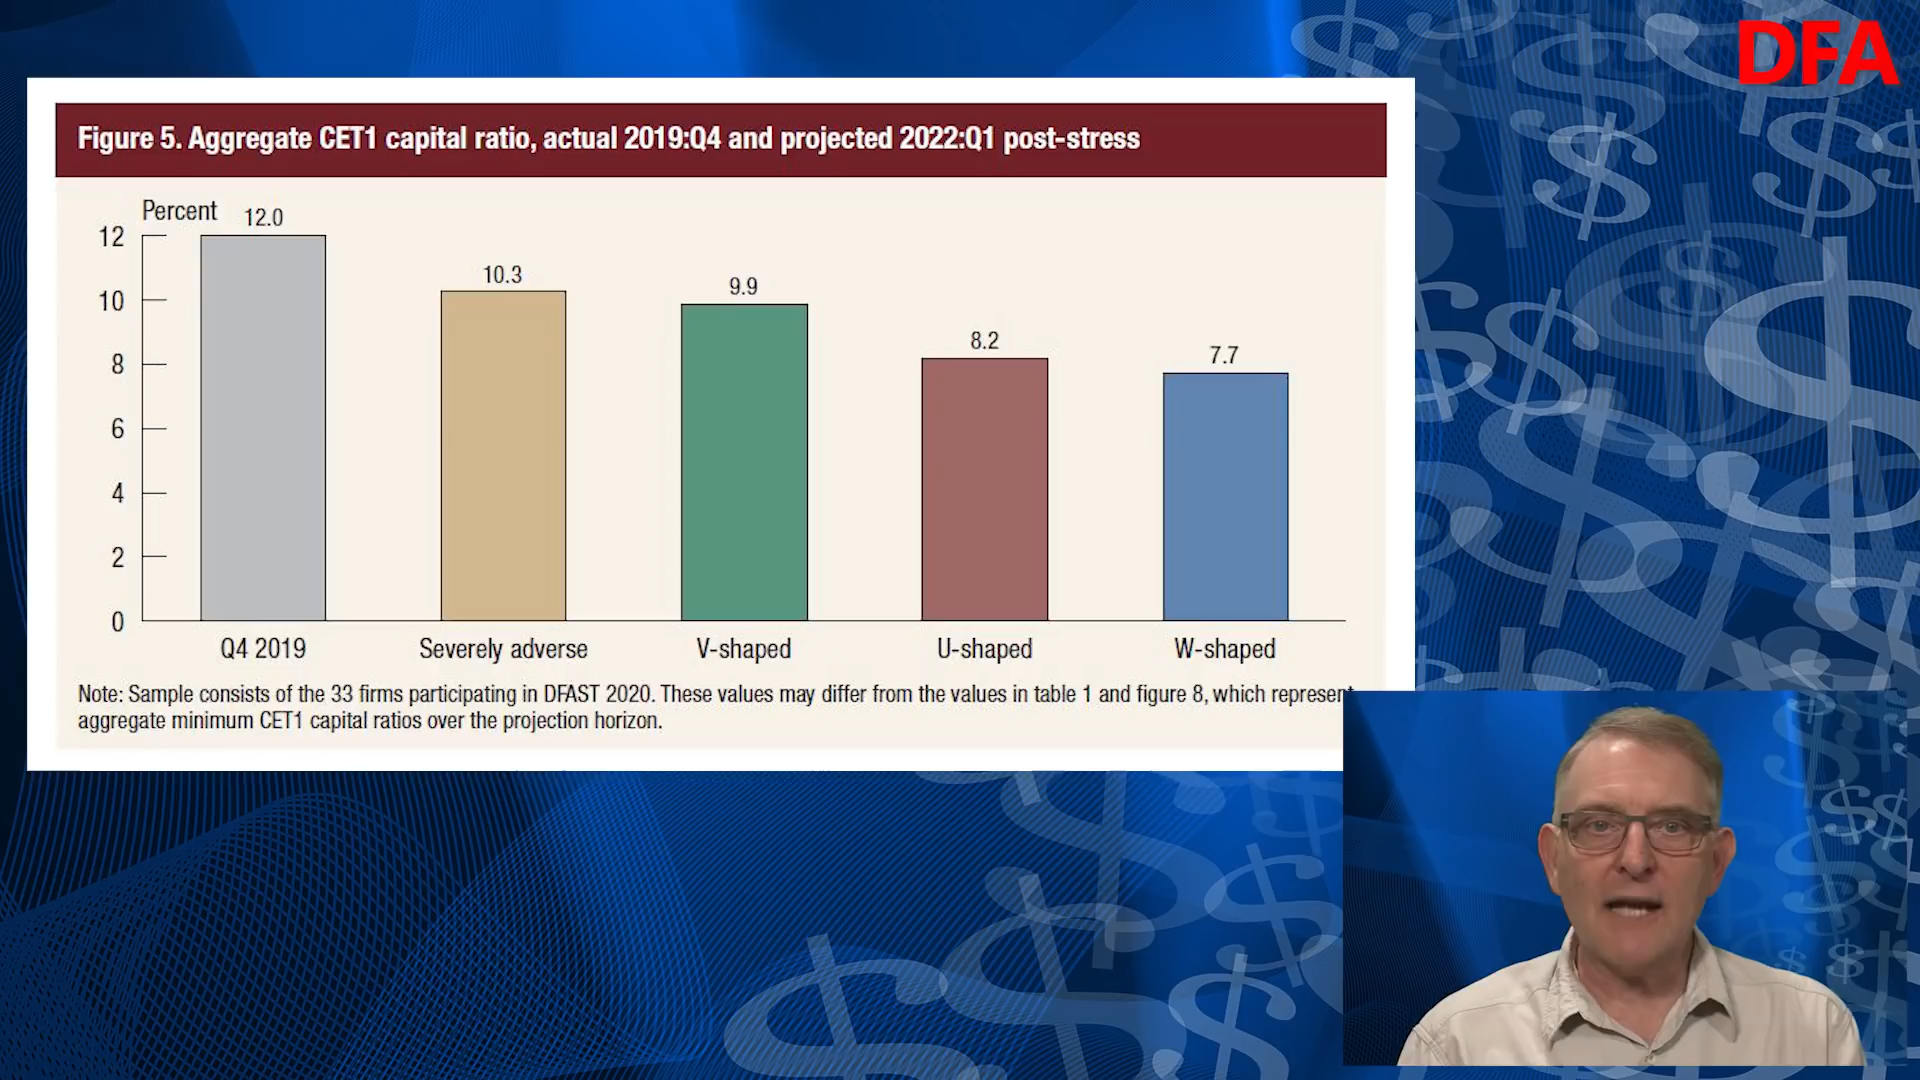 DFA
Figure 5. Aggregate CET1 capital ratio, actual 2019:Q4 and projected 2022:Q1 post-stress
Percent
12.0
10.3
9.9
8.2
7.7
12
10
8
6
4
2
0
Q4 2019 Severely adverse V-shaped U-shaped W-shaped
Note: Sample consists of the 33 firms participating in DFAST 2020. These values may differ from the values in table 1 and figure 8, which represent
aggregate minimum CET1 capital ratios over the projection horizon.